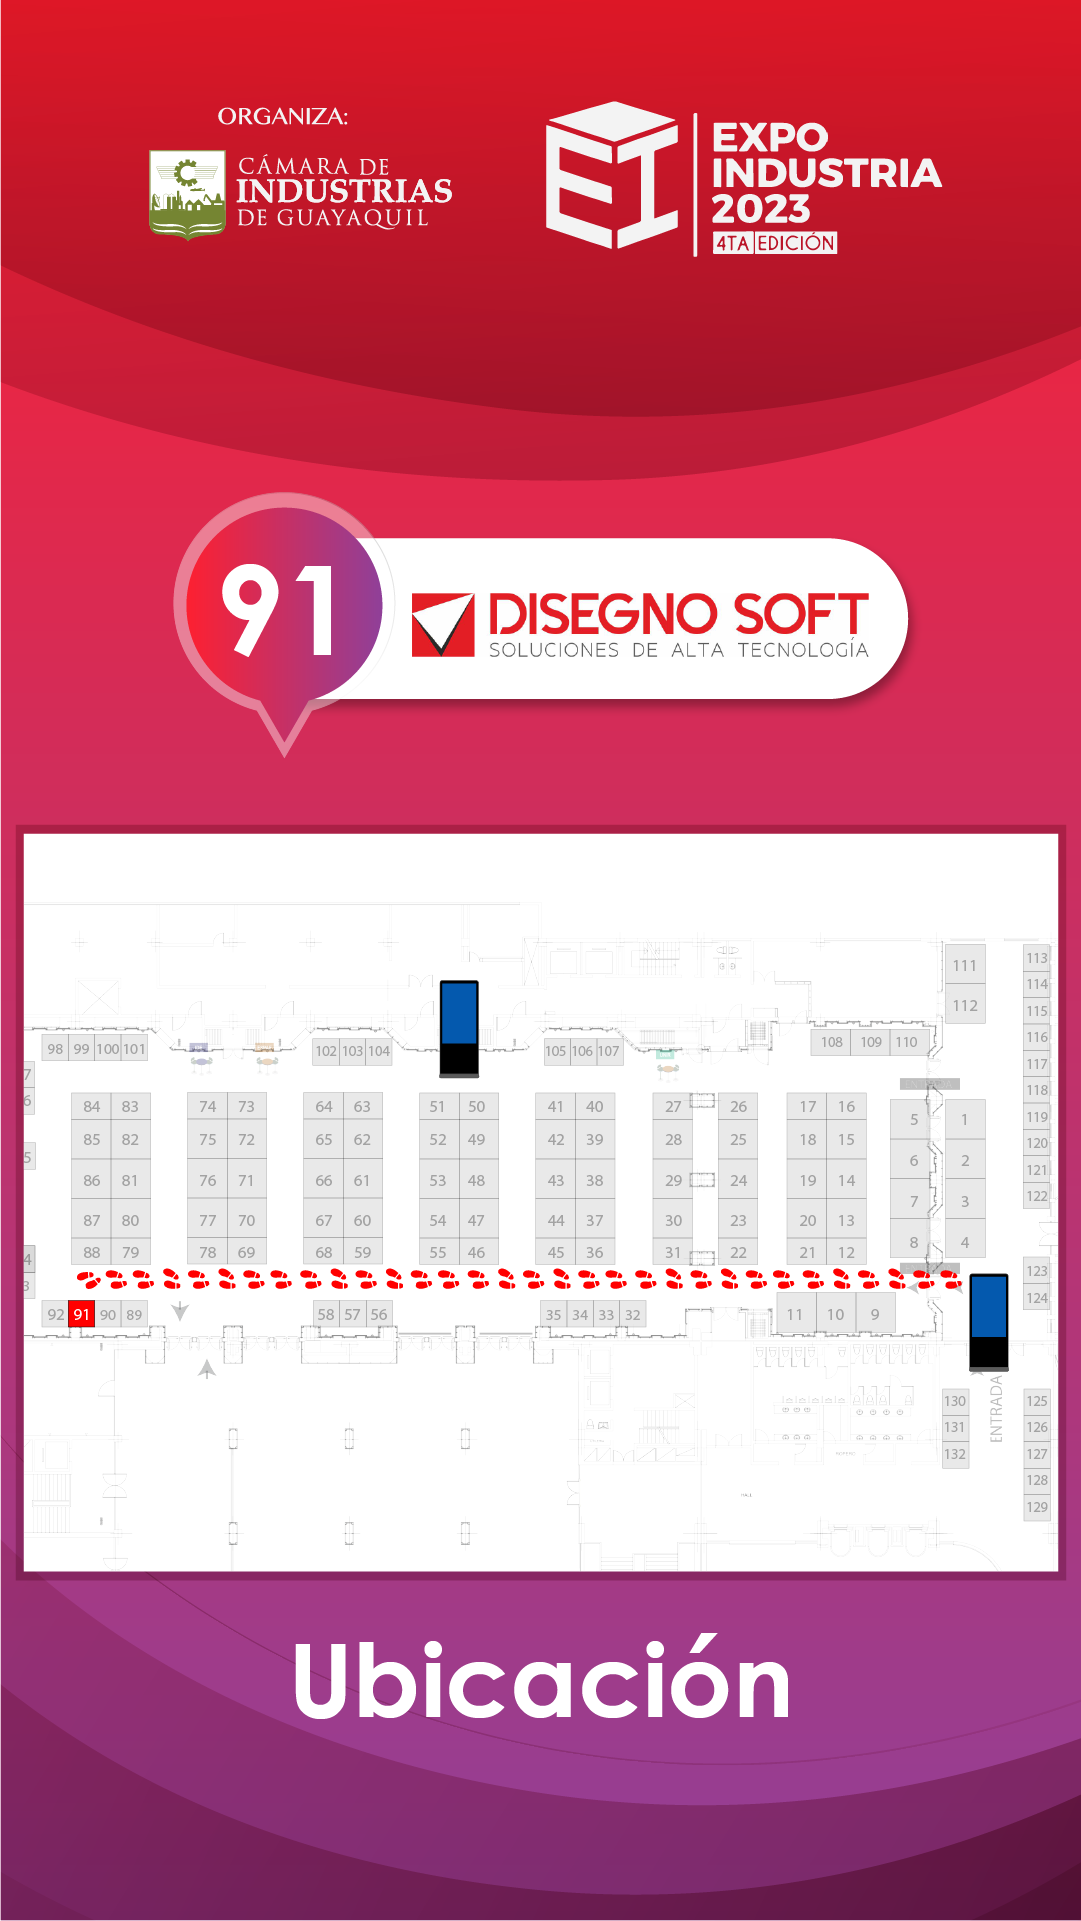 ORGANIZA:
CÁMARA DE
INDUSTRIAS
DE GUAYAQUIL
EXPO
INDUSTRIA
2023
4TA EDICIÓN
91
DISEGNO SOFT
SOLUCIONES DE ALTA TECNOLOGÍA
111 113
114
112 115
98 99 100 101 102 103 104 105 106 107 108 109 110 116
117
7 118
6 84 83 74 73 64 63 51 50 41 40 27 26 17 16 5 1 119
85 82 75 72 65 62 52 49 42 39 28 25 18 15 120
5 6 2 121
86 81 76 71 66 61 53 48 43 38 29 24 19 14 122
87 80 77 70 67 60 54 47 44 37 30 23 20 13 7 3
88 79 78 69 68 59 55 46 45 36 31 22 21 12 8 4
4 123
3 124
92 91 90 89 58 57 56 35 34 33 32 11 10 9
ENTRADA
130 125
131 126
132 127
128
129
HALL
Ubicación